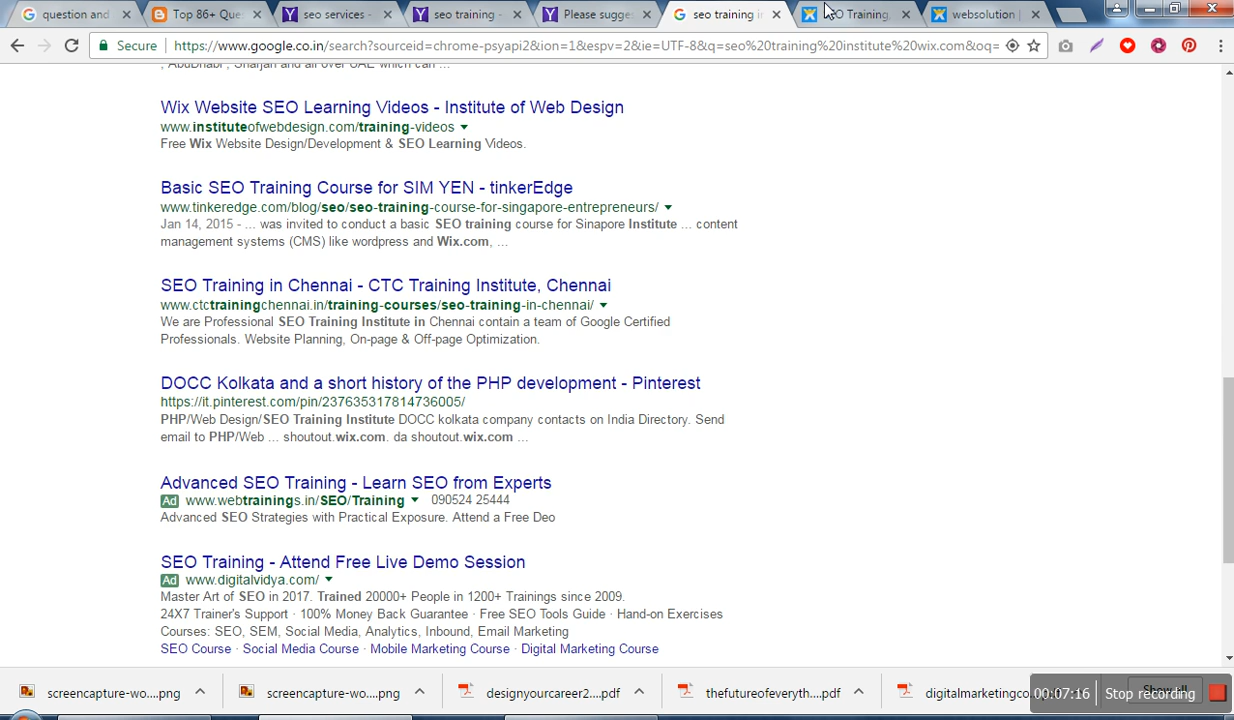 question and
Top 86+ Que
seo services -
seo training -
Please sugge
seo training in
SEO Training,
websolution
Secure
https://www.google.co.in/search?sourceid=chrome-psyapi2&ion=1&espv=2&ie=UTF-8&q=seo%20training%20institute%20wix.com&oq=
, AbuDhabi , Sharjah and all over UAE which can ...
Wix Website SEO Learning Videos - Institute of Web Design
www.instituteofwebdesign.com/training-videos
Free Wix Website Design/Development & SEO Learning Videos.
Basic SEO Training Course for SIM YEN - tinkerEdge
www.tinkeredge.com/blog/seo/seo-training-course-for-singapore-entrepreneurs/
Jan 14, 2015 - ... was invited to conduct a basic SEO training course for Sinapore Institute ... content
management systems (CMS) like wordpress and Wix.com, ...
SEO Training in Chennai - CTC Training Institute, Chennai
www.ctctrainingchennai.in/training-courses/seo-training-in-chennai/
We are Professional SEO Training Institute in Chennai contain a team of Google Certified
Professionals. Website Planning, On-page & Off-page Optimization.
DOCC Kolkata and a short history of the PHP development - Pinterest
https://it.pinterest.com/pin/237635317814736005/
PHP/Web Design/SEO Training Institute DOCC kolkata company contacts on India Directory. Send
email to PHP/Web ... shoutout.wix.com. da shoutout.wix.com ...
Advanced SEO Training - Learn SEO from Experts
Ad www.webtrainings.in/SEO/Training 090524 25444
Advanced SEO Strategies with Practical Exposure. Attend a Free Deo
SEO Training - Attend Free Live Demo Session
Ad www.digitalvidya.com/
Master Art of SEO in 2017. Trained 20000+ People in 1200+ Trainings since 2009.
24X7 Trainer's Support · 100% Money Back Guarantee · Free SEO Tools Guide · Hand-on Exercises
Courses: SEO, SEM, Social Media, Analytics, Inbound, Email Marketing
SEO Course · Social Media Course · Mobile Marketing Course · Digital Marketing Course
screencapture-wo....png
screencapture-wo....png
designyourcareer2....pdf
thefutureofeveryth....pdf
digitalmarketingco
00:07:16
Stop recording
Show all